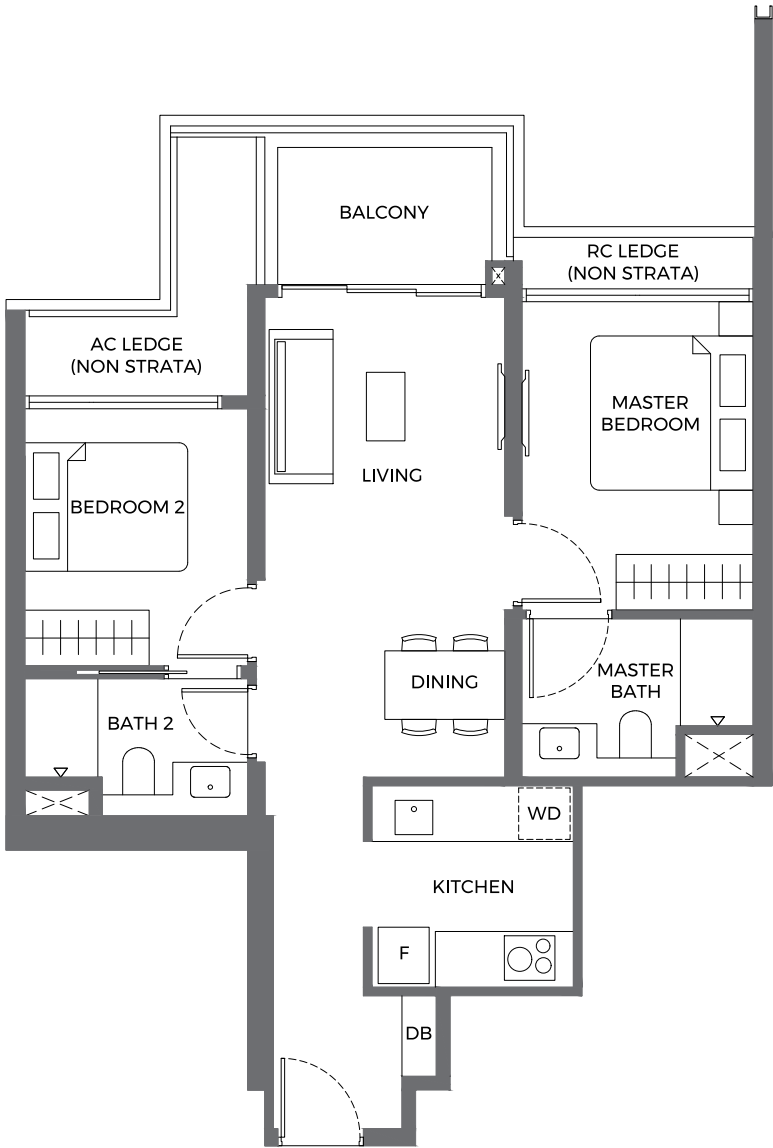 BALCONY
RC LEDGE
(NON STRATA)
AC LEDGE
(NON STRATA)
MASTER
BEDROOM
LIVING
BEDROOM 2
MASTER
BATH
DINING
BATH 2
WD
KITCHEN
F
DB